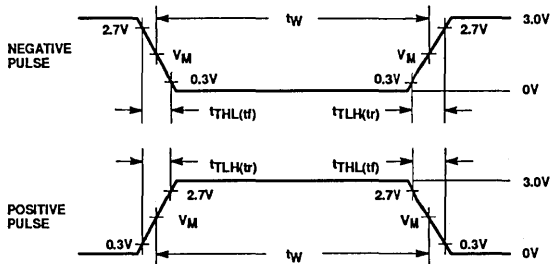 tW
3.0V
2.7V
2.7V
NEGATIVE
PULSE
VM
VM
0.3V
0.3V
0V
tTHL(tf)
tTLH(tr)
tTLH(tr)
tTHL(tf)
3.0V
2.7V
2.7V
POSITIVE
PULSE
VM
VM
0.3V
0.3V
tW
0V